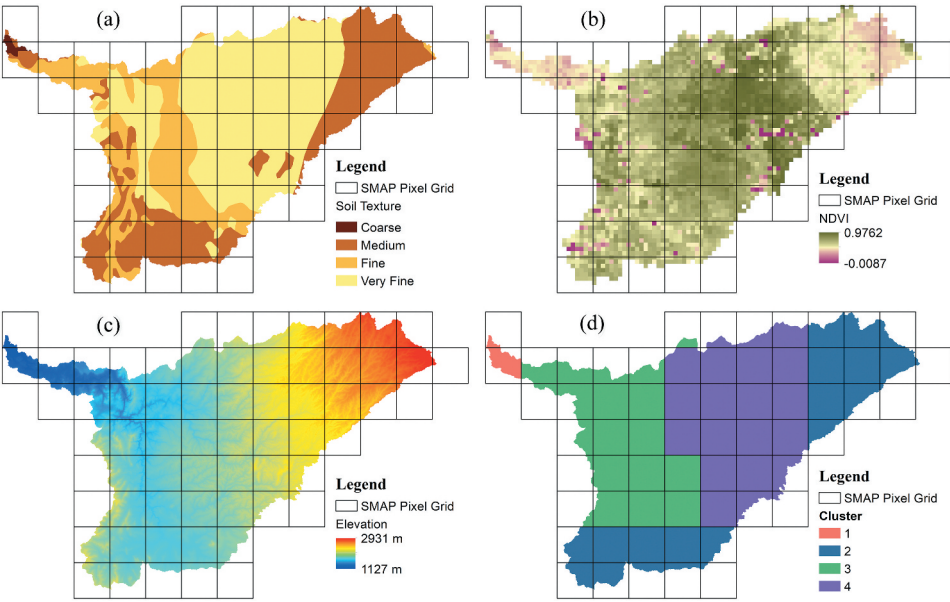 (a)
Legend
SMAP Pixel Grid
Soil Texture
Coarse
Medium
Fine
Very Fine
(b)
Legend
SMAP Pixel Grid
NDVI
0.9762
-0.0087
(c)
Legend
SMAP Pixel Grid
Elevation
2931 m
1127 m
(d)
Legend
SMAP Pixel Grid
Cluster
1
2
3
4